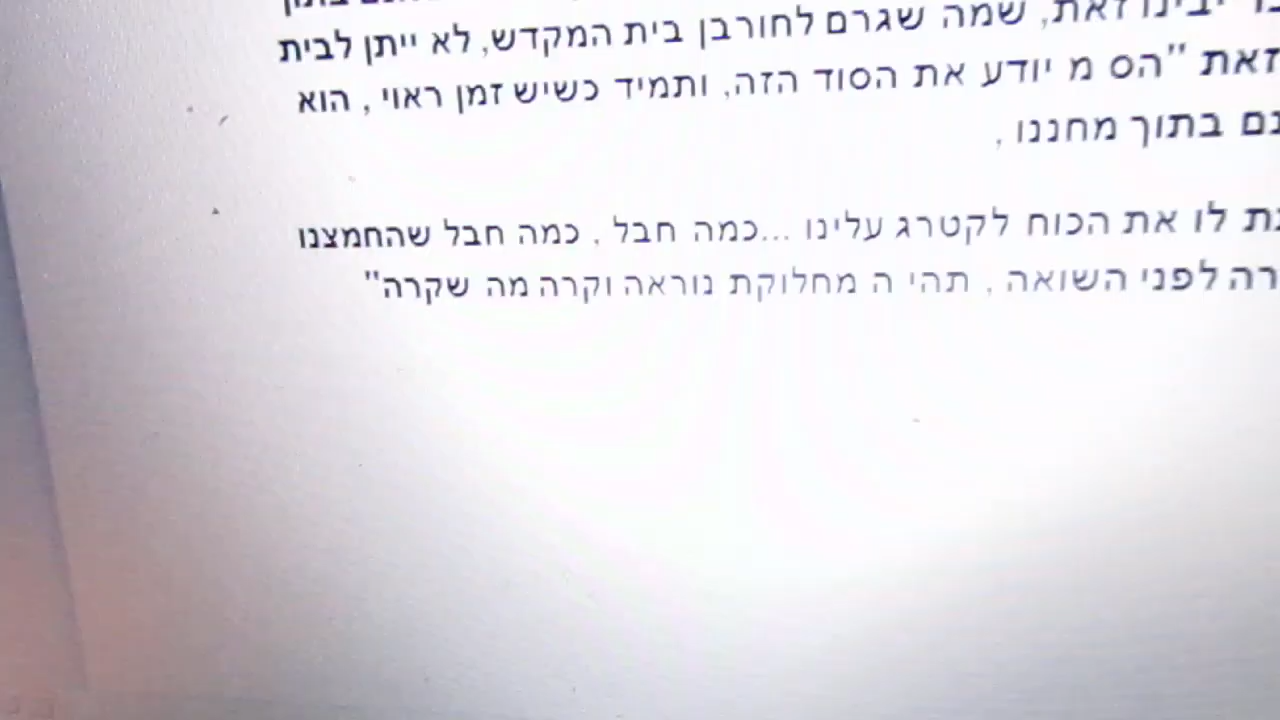 יבינו זאת, שמה שגרם לחורבן בית המקדש, לא ייתן לבית
זאת "הס מ יודע את הסוד הזה, ותמיד כשיש זמן ראוי , הוא
בתוך מחננו ,
לו את הכוח לקטרג עלינו ...כמה חבל , כמה חבל שהחמצנו
לפני השואה , תהי ה מחלוקת נוראה וקרה מה שקרה"